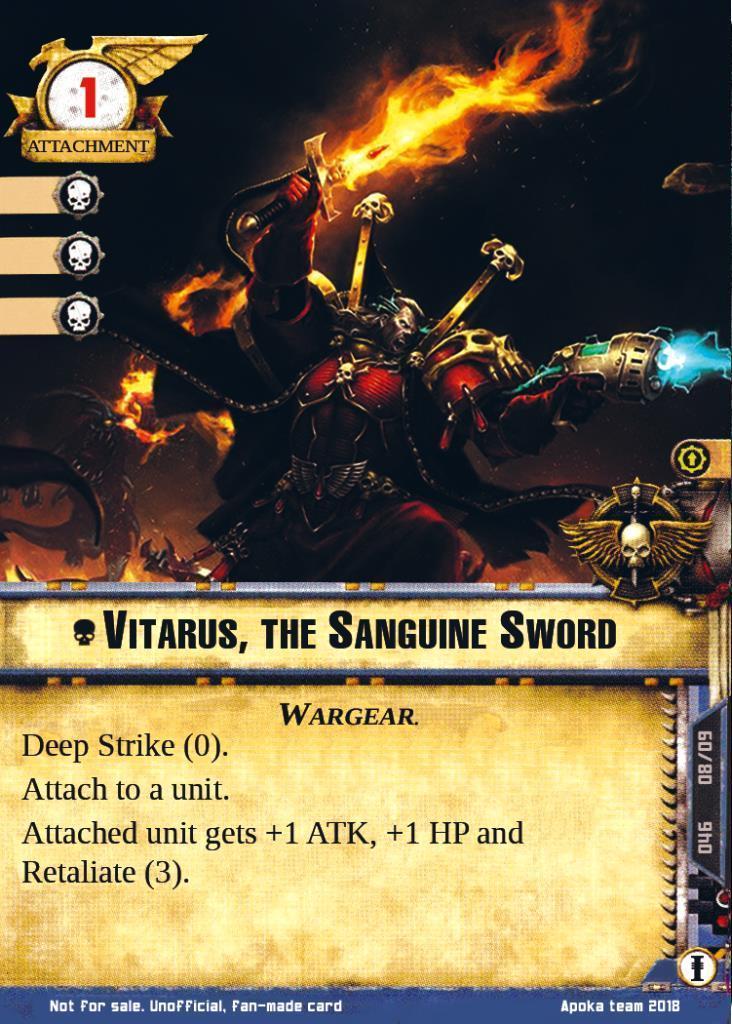 1
ATTACHMENT
VITARUS, THE SANGUINE SWORD
WARGEAR.
Deep Strike (0).
Attach to a unit.
Attached unit gets +1 ATK, +1 HP and
Retaliate (3).
046
08/60
Not for sale. Unofficial, fan-made card
Apoka team 2018